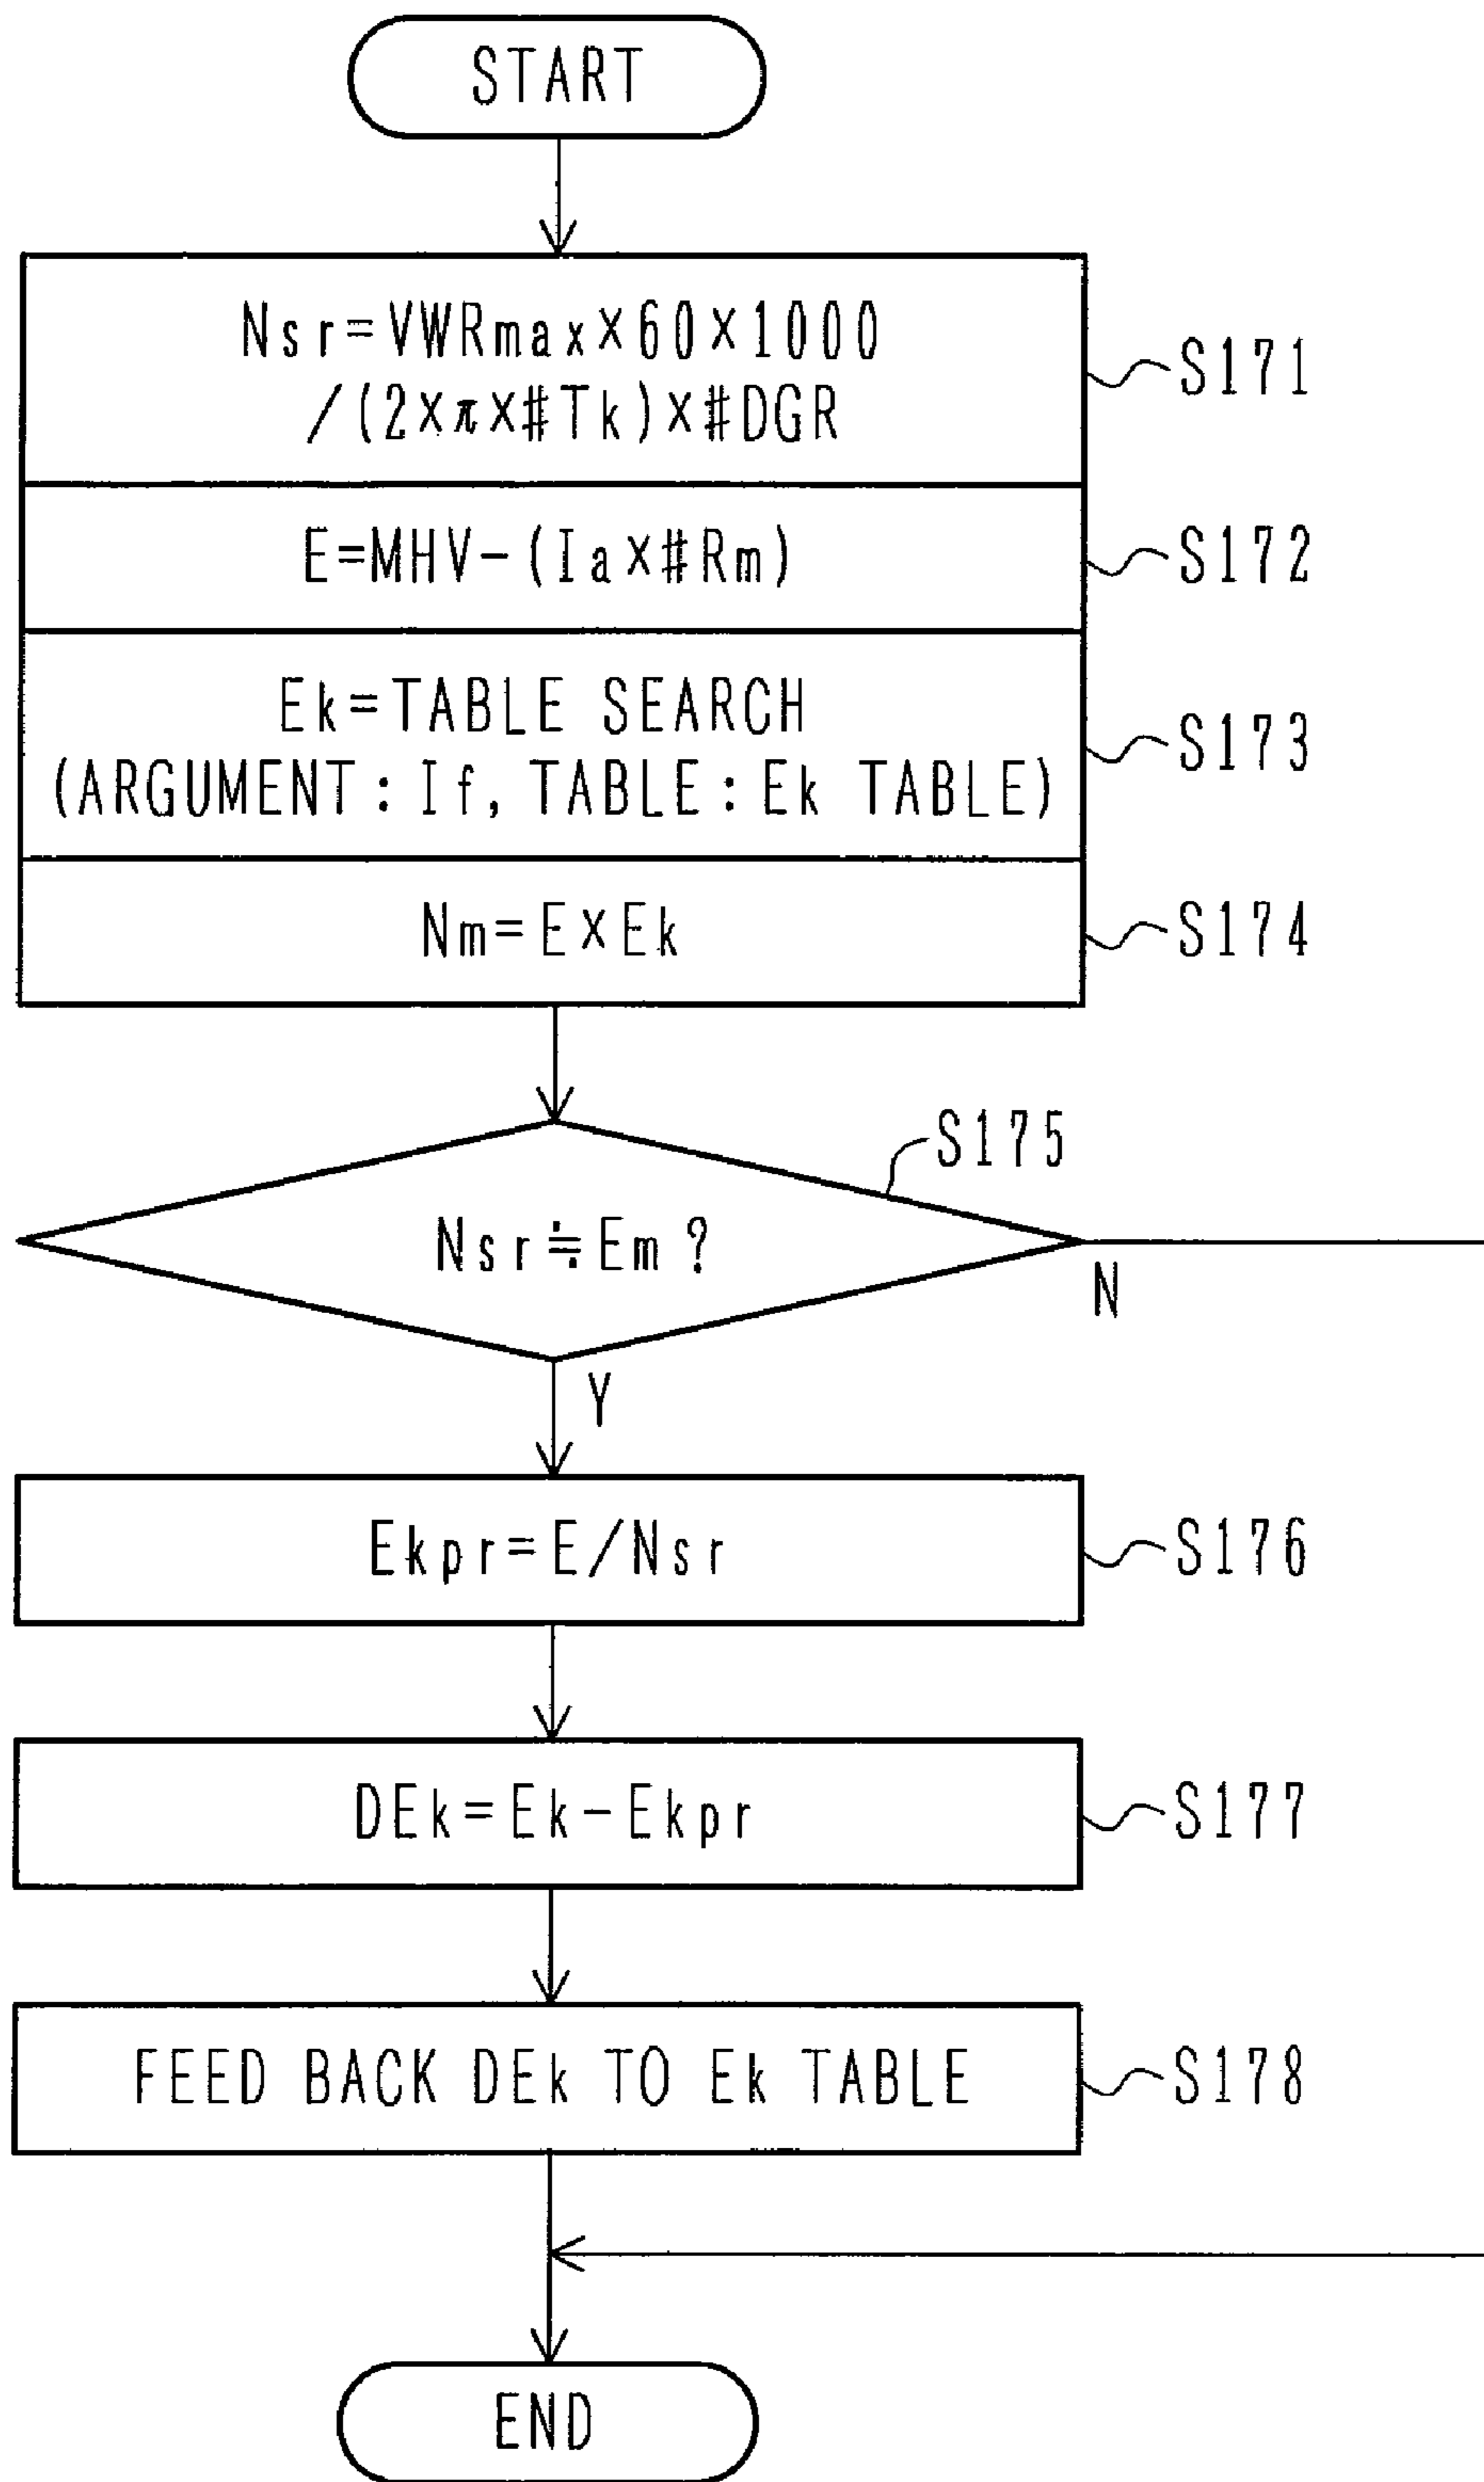 START
Nsr=VWRmax×60×1000
/(2×π×#Tk)×#DGR
S171
E=MHV-(Ia×#Rm)
S172
Ek=TABLE SEARCH
(ARGUMENT:If, TABLE:Ek TABLE)
S173
Nm=E×Ek
S174
S175
Nsr≒Em?
N
Y
Ekpr=E/Nsr
S176
DEk=Ek-Ekpr
S177
FEED BACK DEk TO Ek TABLE
S178
END